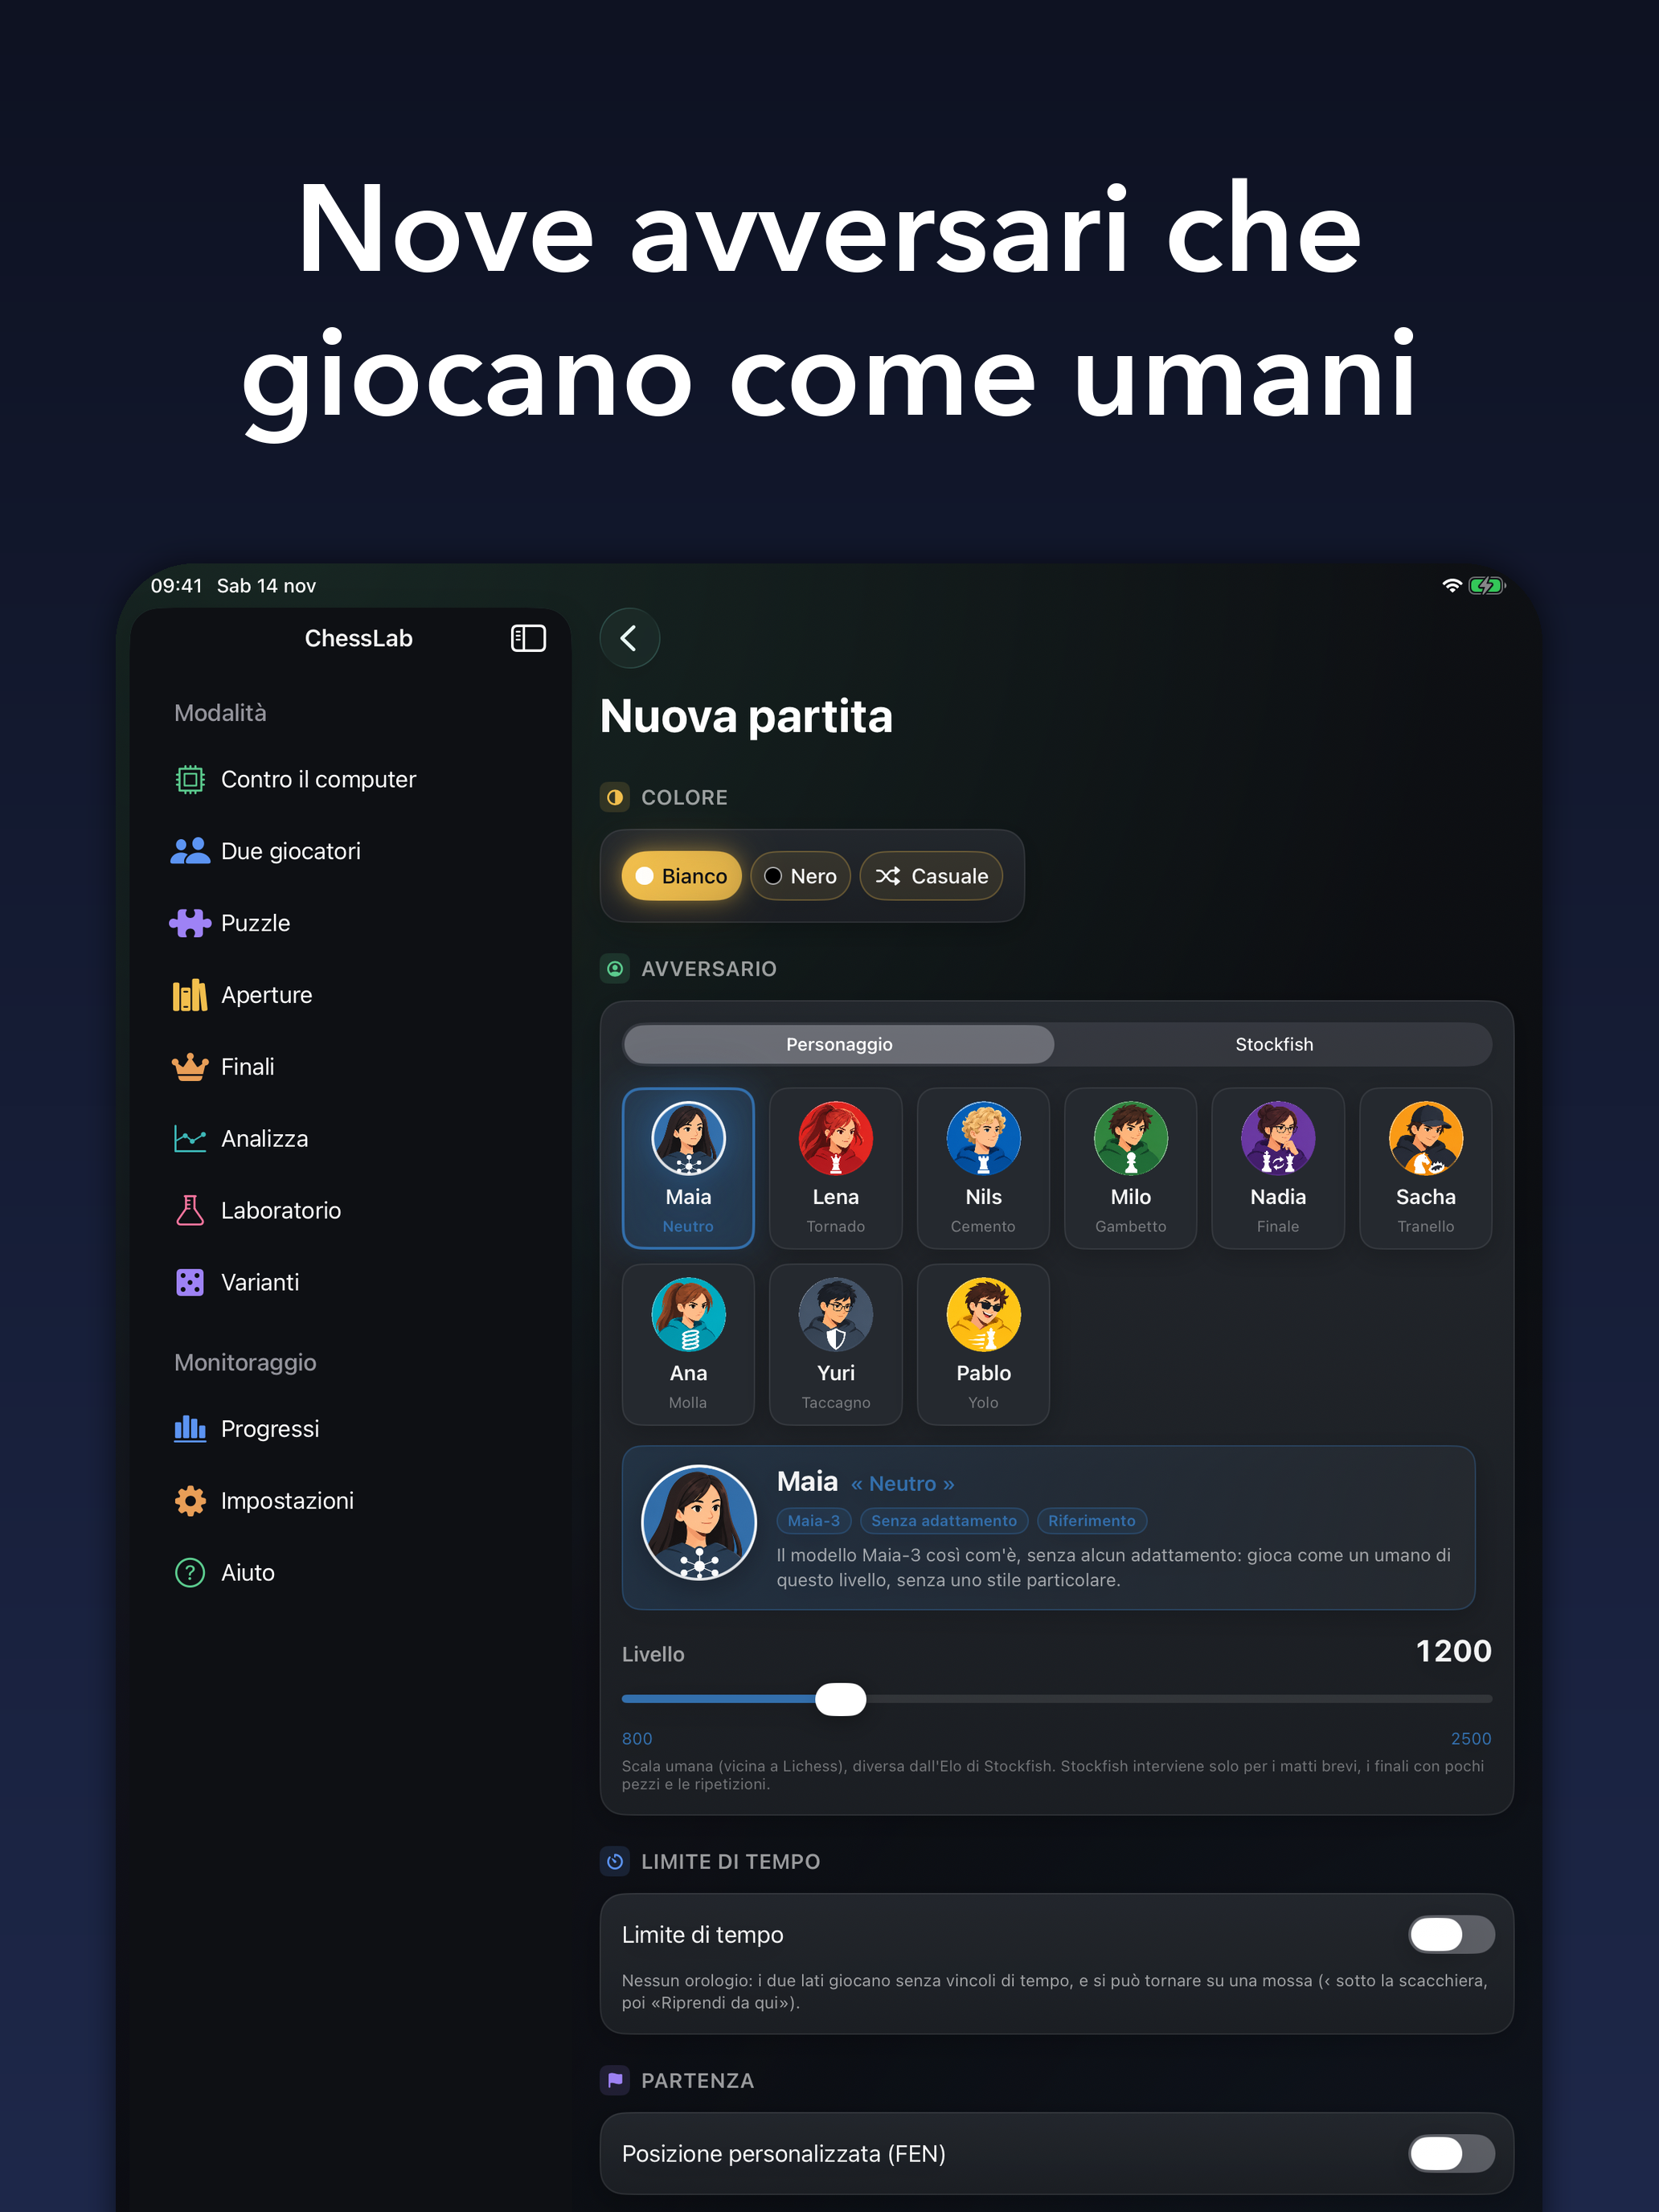 Nove avversari che
giocano come umani
09:41 Sab 14 nov
ChessLab
Modalità
Contro il computer
Due giocatori
Puzzle
Aperture
Finali
Analizza
Laboratorio
Varianti
Monitoraggio
Progressi
Impostazioni
Aiuto
Nuova partita
COLORE
Bianco Nero Casuale
AVVERSARIO
Personaggio Stockfish
Maia Lena Nils Milo Nadia Sacha
Neutro Tornado Cemento Gambetto Finale Tranello
Ana Yuri Pablo
Molla Taccagno Yolo
Maia « Neutro »
Maia-3 Senza adattamento Riferimento
Il modello Maia-3 così com'è, senza alcun adattamento: gioca come un umano di
questo livello, senza uno stile particolare.
Livello 1200
800 2500
Scala umana (vicina a Lichess), diversa dall'Elo di Stockfish. Stockfish interviene solo per i matti brevi, i finali con pochi
pezzi e le ripetizioni.
LIMITE DI TEMPO
Limite di tempo
Nessun orologio: i due lati giocano senza vincoli di tempo, e si può tornare su una mossa (‹ sotto la scacchiera,
poi «Riprendi da qui»).
PARTENZA
Posizione personalizzata (FEN)